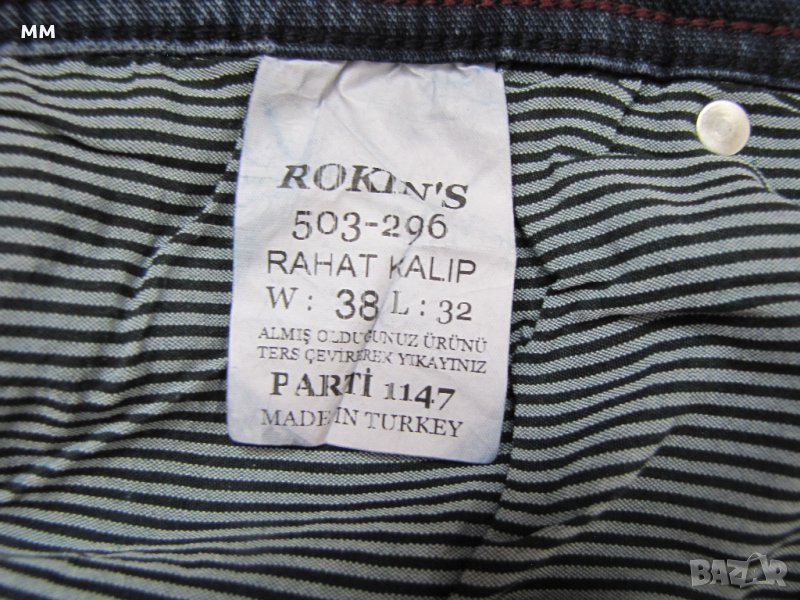 MM
ROKIN'S
503-296
RAHAT KALIP
W: 38 L: 32
ALMIŞ OLDUĞUNUZ ÜRÜNÜ
TERS ÇEVİREREK YIKAYINIZ
PARTİ 1147
MADE IN TURKEY
BAZAR